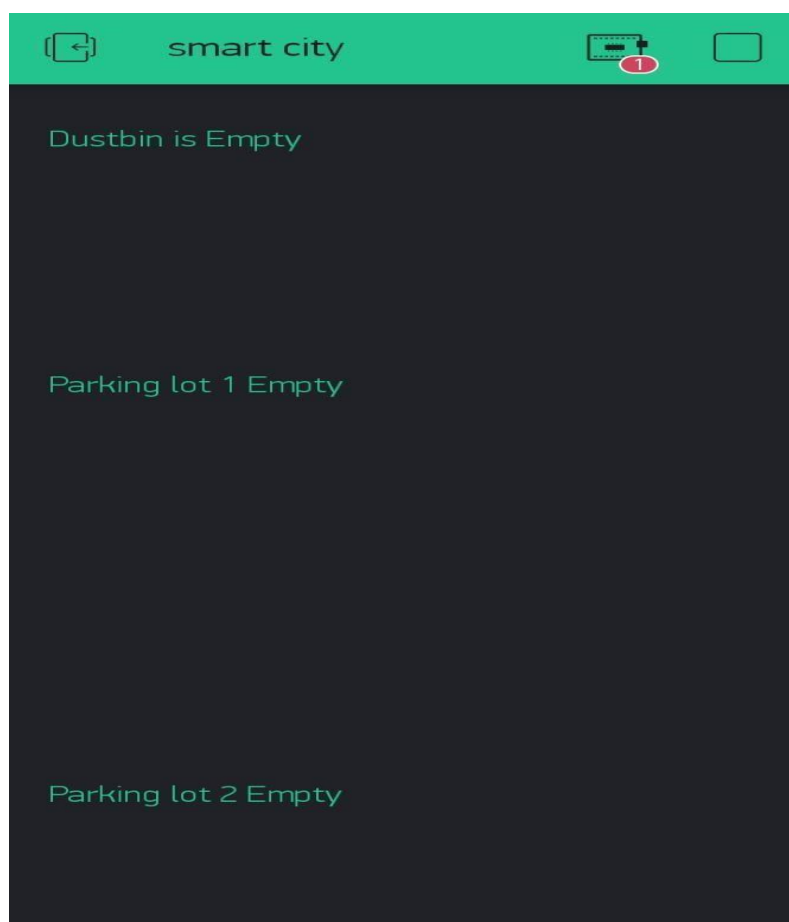 smart city
1
Dustbin is Empty
Parking lot 1 Empty
Parking lot 2 Empty